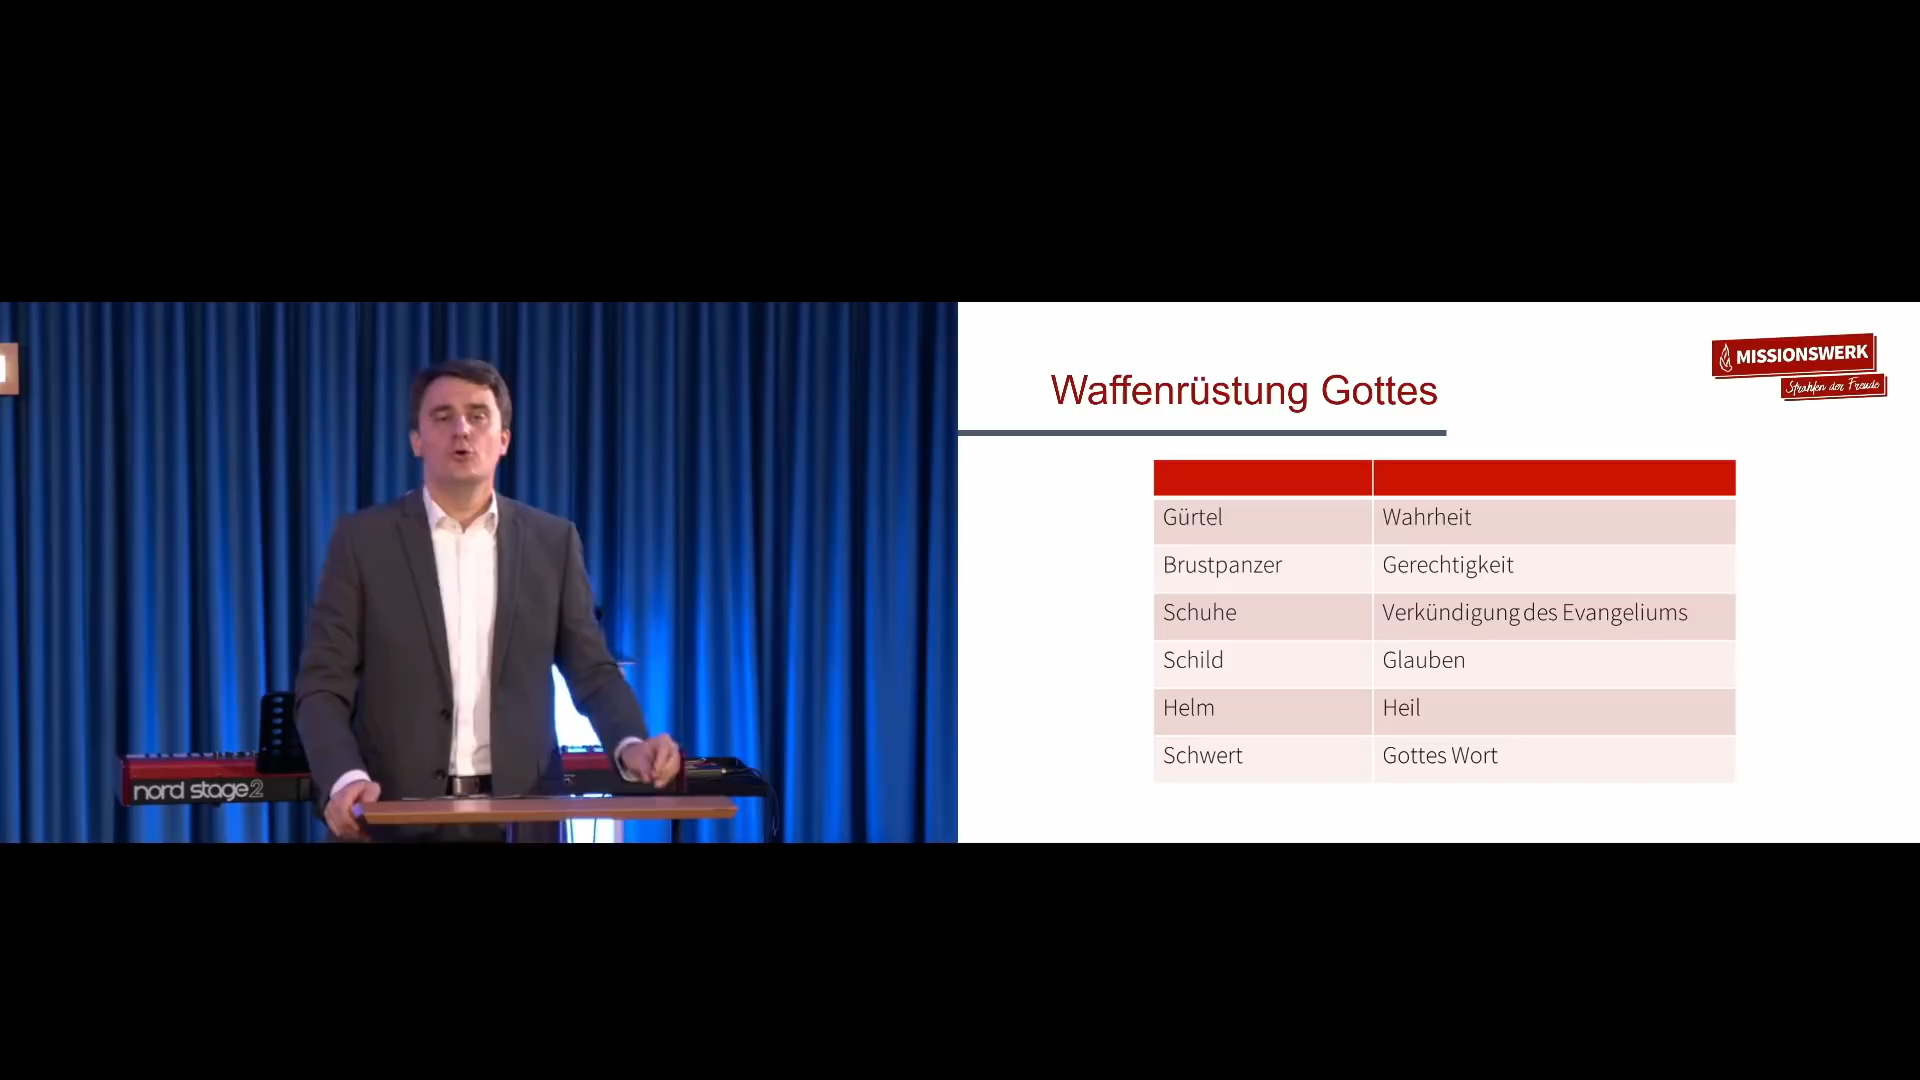 nord stage2
Waffenrüstung Gottes
MISSIONSWERK
Strahlen der Freude
Gürtel Wahrheit
Brustpanzer Gerechtigkeit
Schuhe Verkündigung des Evangeliums
Schild Glauben
Helm Heil
Schwert Gottes Wort